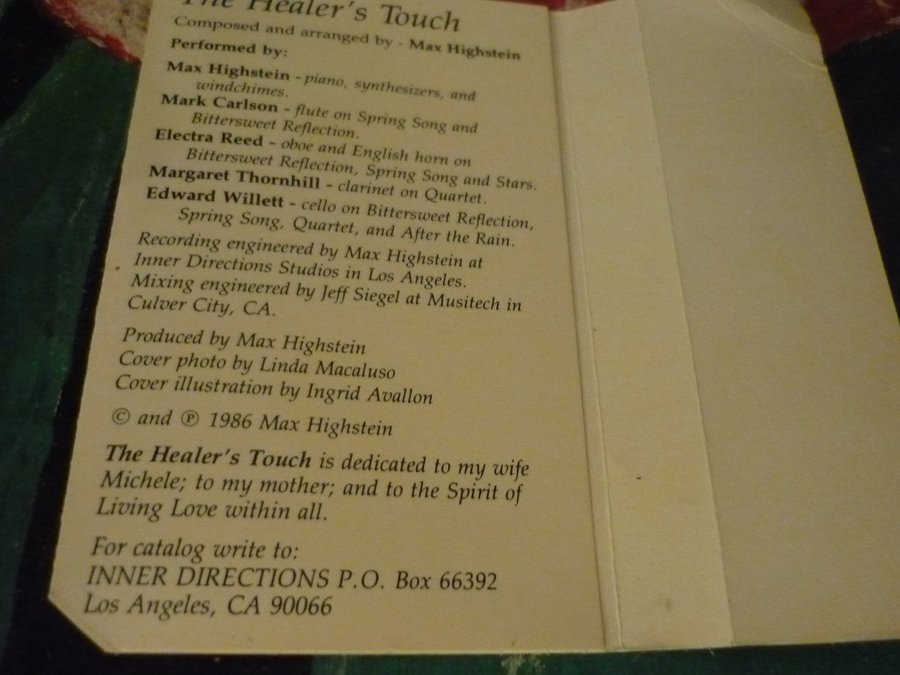 The Healer's Touch
Composed and arranged by - Max Highstein
Performed by:
Max Highstein - piano, synthesizers, and
windchimes.
Mark Carlson - flute on Spring Song and
Bittersweet Reflection.
Electra Reed - oboe and English horn on
Bittersweet Reflection, Spring Song and Stars.
Margaret Thornhill - clarinet on Quartet.
Edward Willett - cello on Bittersweet Reflection,
Spring Song, Quartet, and After the Rain.
Recording engineered by Max Highstein at
Inner Directions Studios in Los Angeles.
Mixing engineered by Jeff Siegel at Musitech in
Culver City, CA.
Produced by Max Highstein
Cover photo by Linda Macaluso
Cover illustration by Ingrid Avallon
© and ℗ 1986 Max Highstein
The Healer's Touch is dedicated to my wife
Michele; to my mother; and to the Spirit of
Living Love within all.
For catalog write to:
INNER DIRECTIONS P.O. Box 66392
Los Angeles, CA 90066